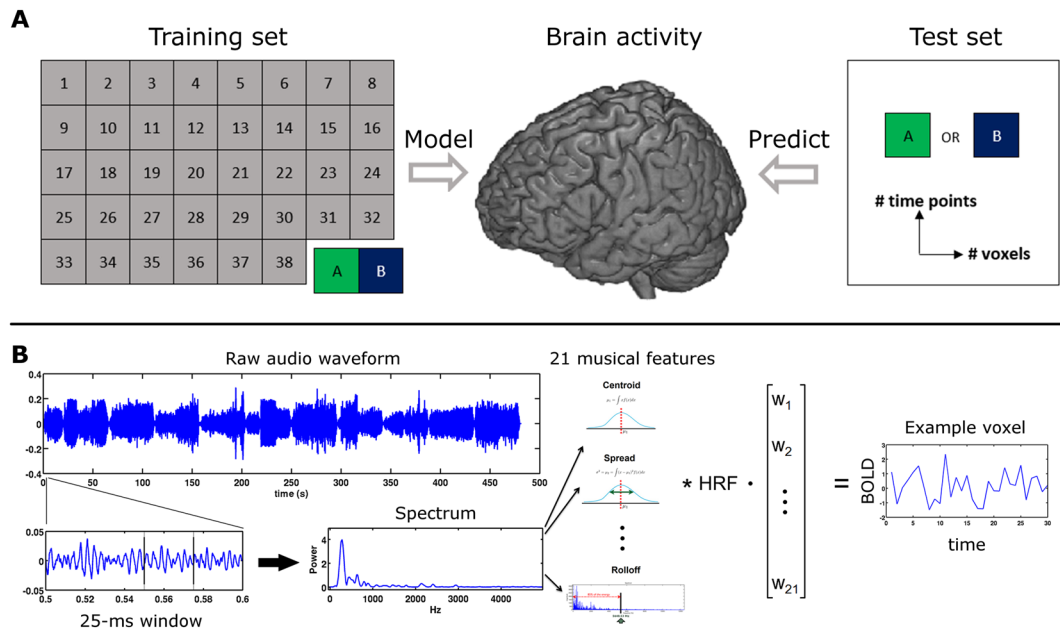 A
Training set
Brain activity
Test set
1 2 3 4 5 6 7 8
9 10 11 12 13 14 15 16
17 18 19 20 21 22 23 24
25 26 27 28 29 30 31 32
33 34 35 36 37 38
A B
Model
Predict
A OR B
# time points
# voxels
B
Raw audio waveform
0.4
0.2
0
-0.2
-0.4
0 50 100 150 200 250 300 350 400 450 500
time (s)
0.05
0
-0.05
0.5 0.52 0.54 0.56 0.58 0.6
25-ms window
Spectrum
Power
4
2
0
0 1000 2000 3000 4000
Hz
21 musical features
Centroid
Spread
Rolloff
* HRF ·
w1
w2
w21
=
Example voxel
BOLD
3
2
1
0
-1
-2
0 5 10 15 20 25 30
time